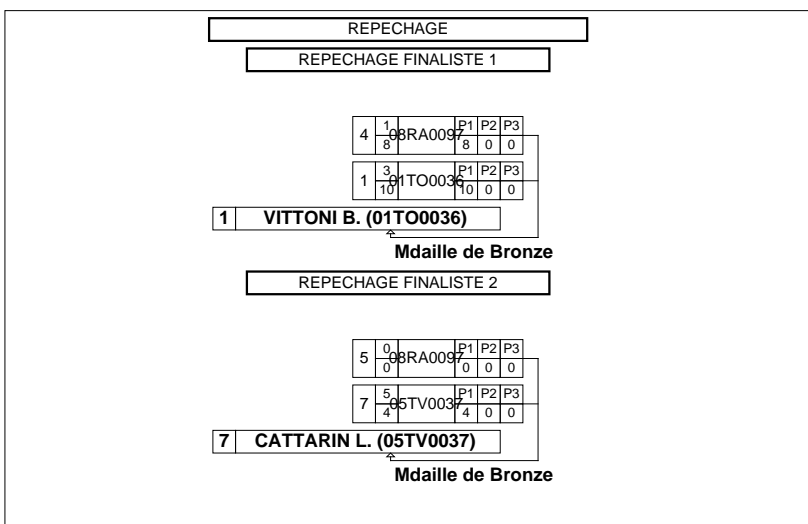 REPECHAGE
REPECHAGE FINALISTE 1
4 1 08RA0097 P1 P2 P3
8 8 0 0
1 3 01TO0036 P1 P2 P3
10 10 0 0
1 VITTONI B. (01TO0036)
Mdaille de Bronze
REPECHAGE FINALISTE 2
5 0 08RA0097 P1 P2 P3
0 0 0 0
7 5 05TV0037 P1 P2 P3
4 4 0 0
7 CATTARIN L. (05TV0037)
Mdaille de Bronze